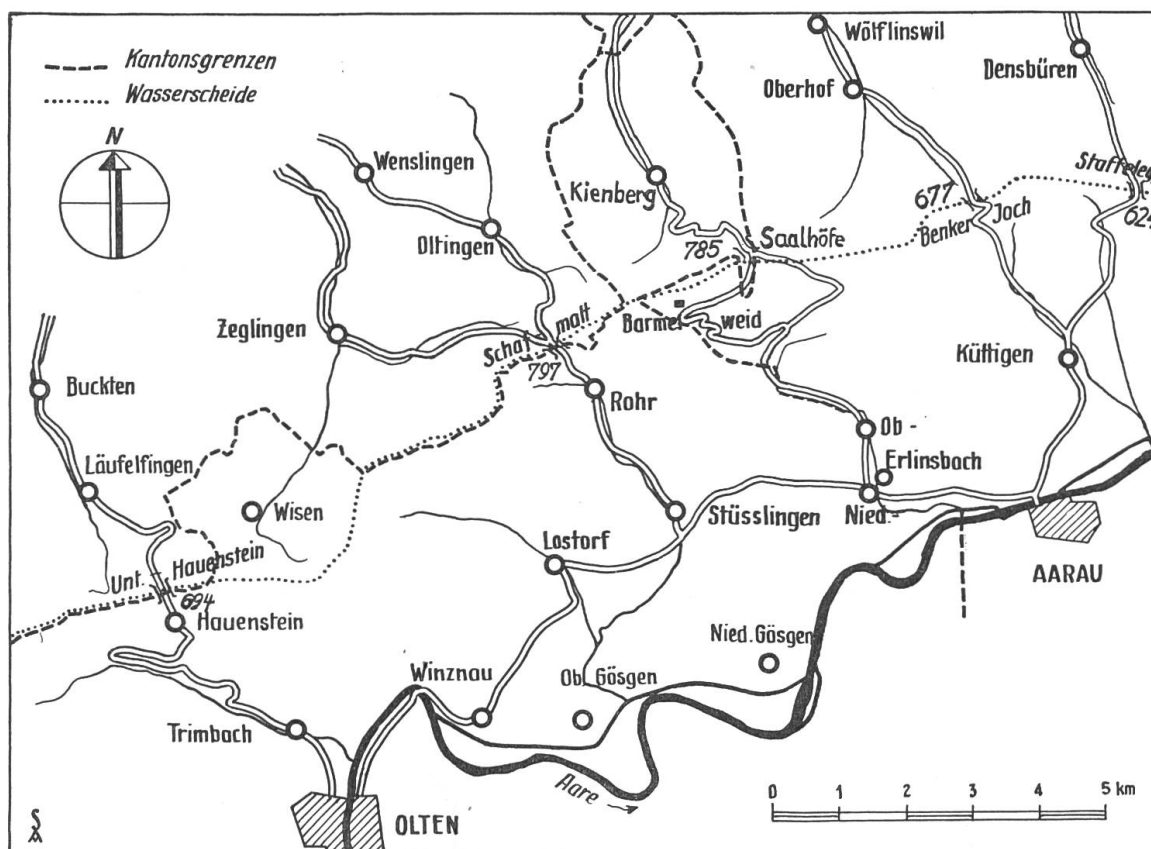 Kantonsgrenzen
Wasserscheide
N
Wölflinswil
Oberhof
Densbüren
Wenslingen
Kienberg
Staffelegg
624
677
Benker Joch
Oltingen
785
Saalhöfe
Zeglingen
Barmel weid
Schaf matt
797
Küttigen
Buckten
Rohr
Ob -
Erlinsbach
Läufelfingen
Wisen
Stüsslingen
Nied.-
Lostorf
AARAU
Unt. - Hauenstein
694
Hauenstein
Nied. Gösgen
Winznau
Ob. Gösgen
Trimbach
Aare
0 1 2 3 4 5 km
OLTEN